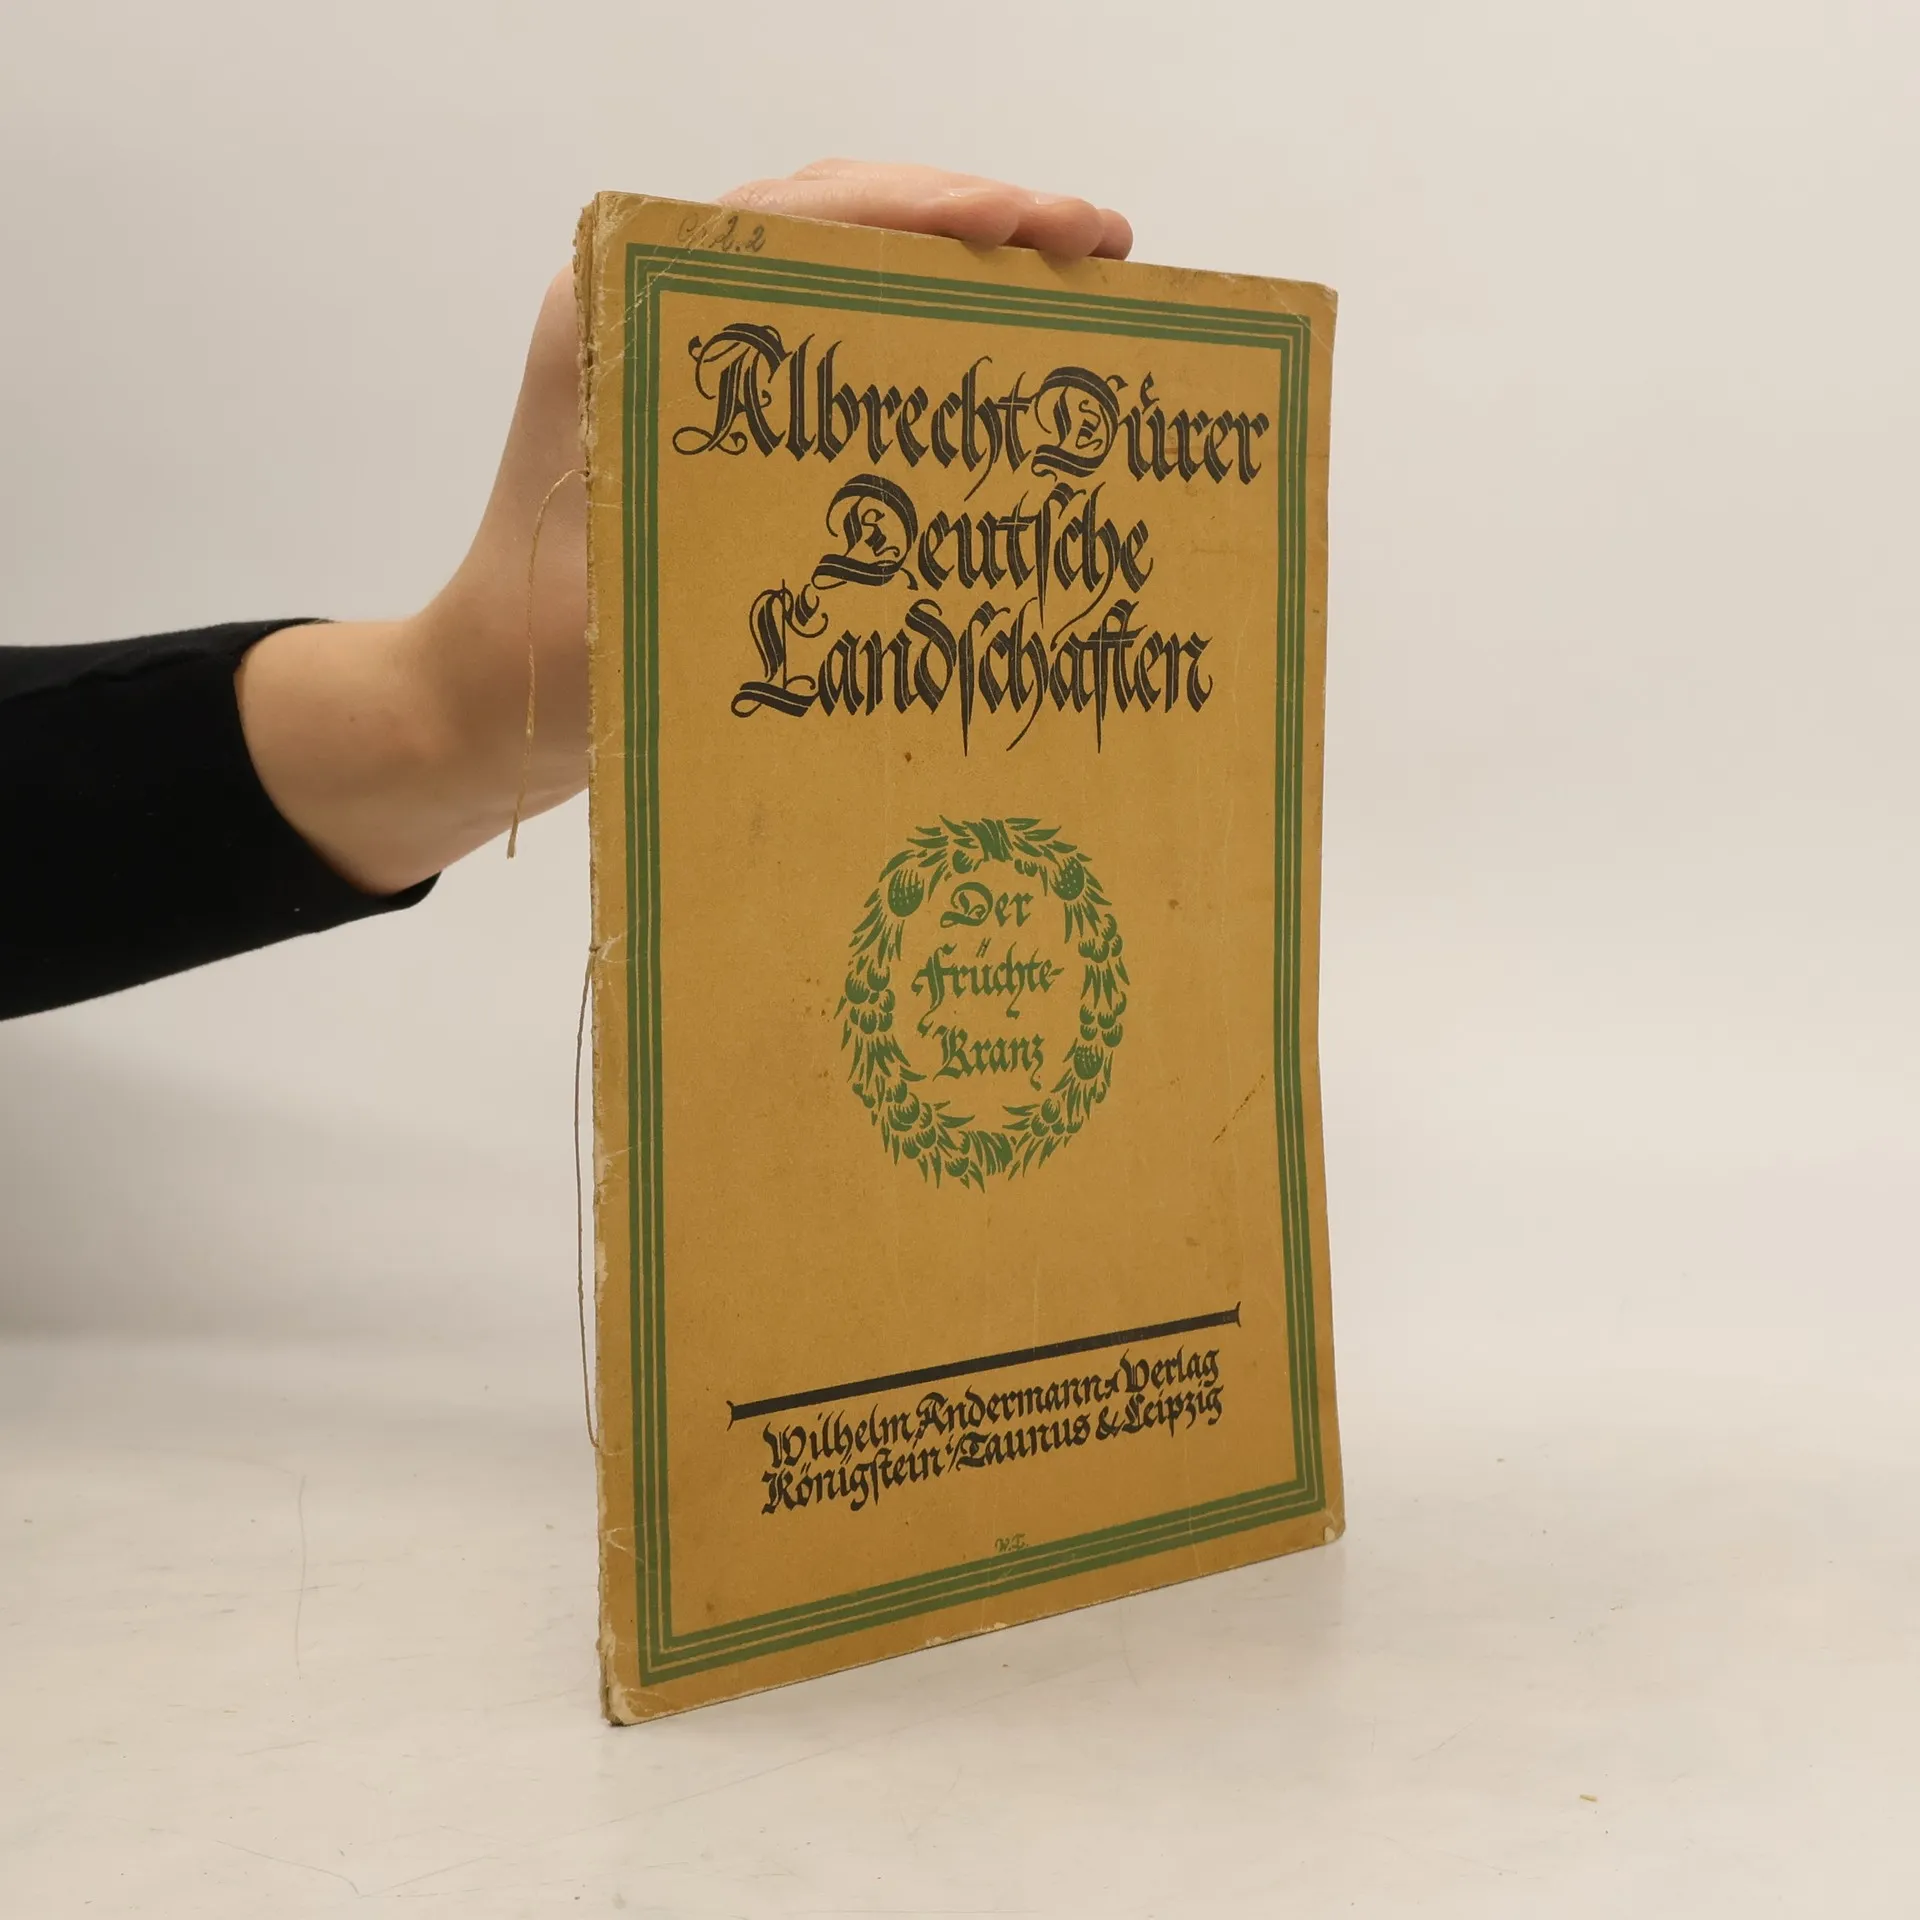 Albrecht Dürer
Deutsche
Landschaften
Der
Früchte-
Kranz
Wilhelm Andermann Verlag
Königstein i/Taunus & Leipzig
W.T.